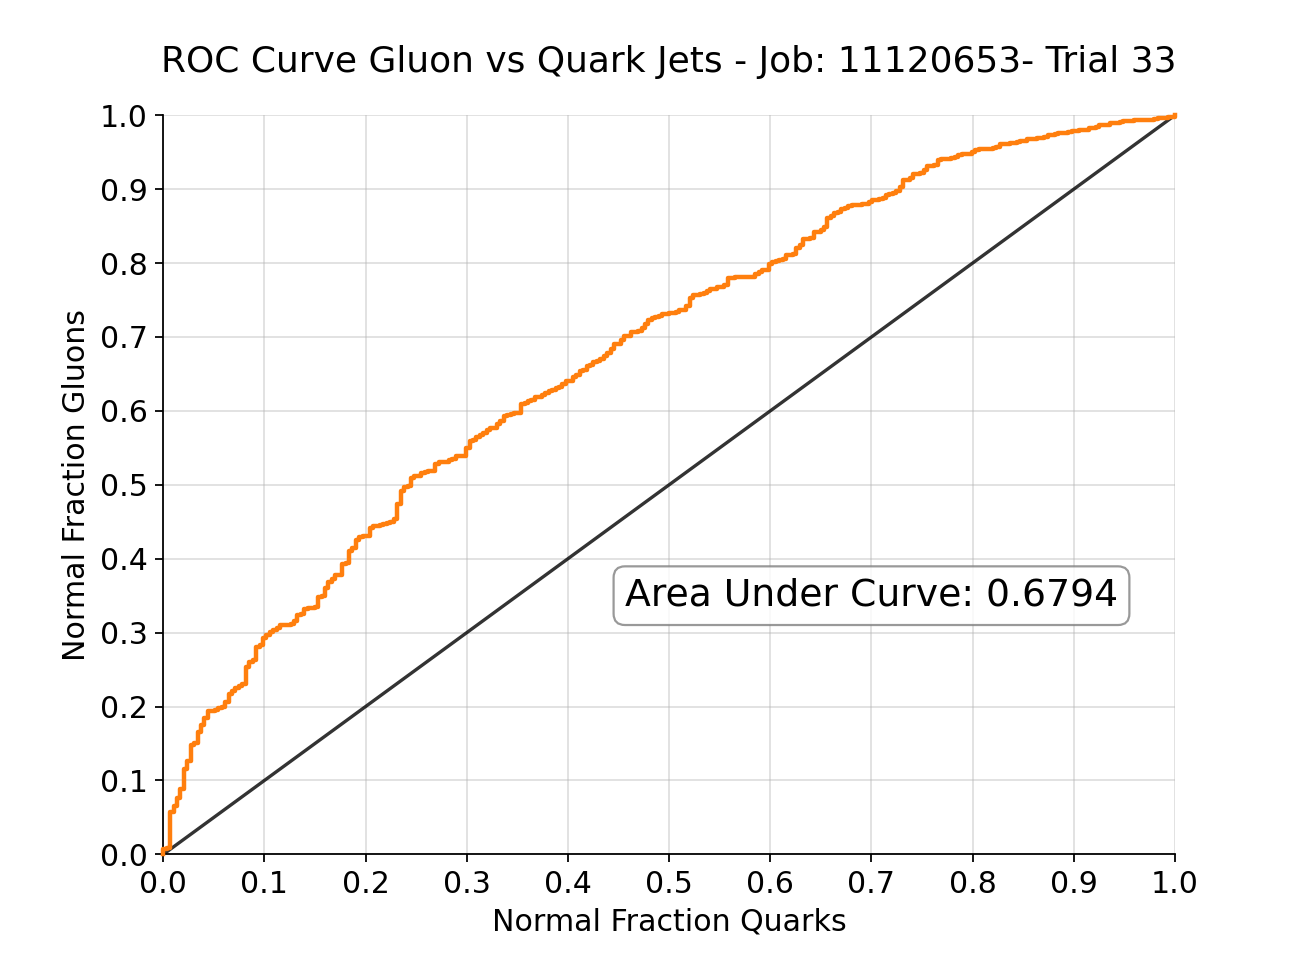 ROC Curve Gluon vs Quark Jets - Job: 11120653- Trial 33
1.0
0.9
0.8
0.7
0.6
0.5
0.4
0.3
0.2
0.1
0.0
Normal Fraction Gluons
Area Under Curve: 0.6794
0.0 0.1 0.2 0.3 0.4 0.5 0.6 0.7 0.8 0.9 1.0
Normal Fraction Quarks